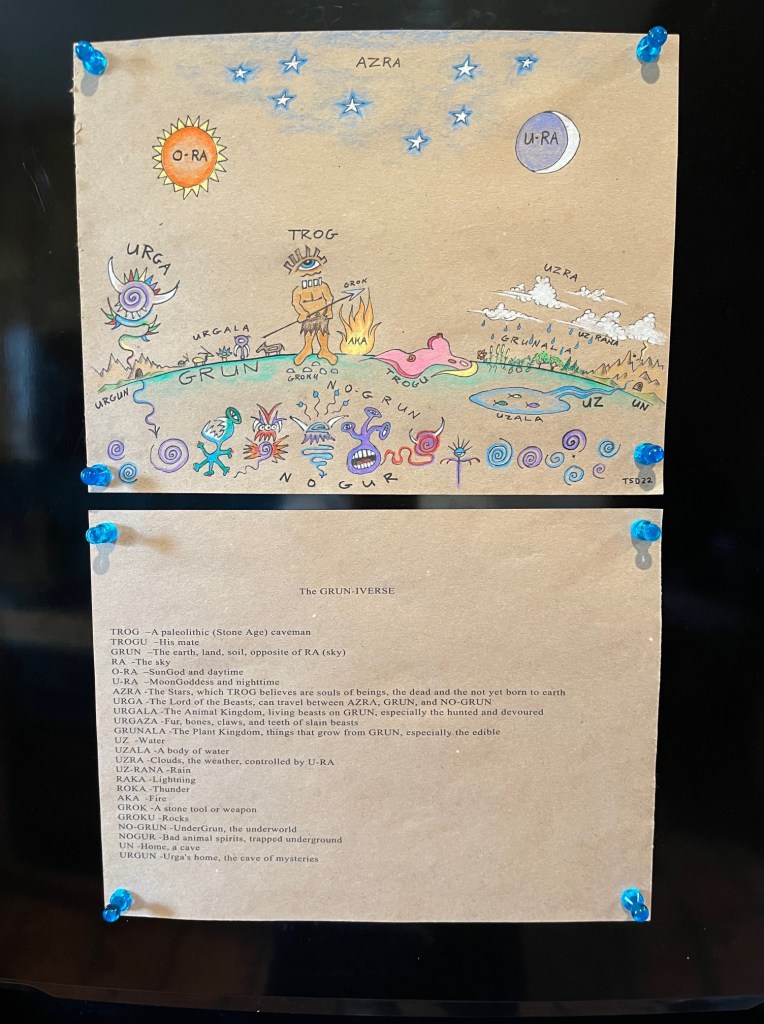 AZRA
O-RA
U-RA
TROG
URGA
UZRA
GROK
URGALA
AKA
GRUNALIA
UZ-RANA
GRUN
GROKU
TROGU
URGUN
NO-GRUN
UZALA
UZ
UN
NOGUR
TSD22
The GRUN-IVERSE
TROG –A paleolithic (Stone Age) caveman
TROGU –His mate
GRUN –The earth, land, soil, opposite of RA (sky)
RA -The sky
O-RA –SunGod and daytime
U-RA –MoonGoddess and nighttime
AZRA -The Stars, which TROG believes are souls of beings, the dead and the not yet born to earth
URGA -The Lord of the Beasts, can travel between AZRA, GRUN, and NO-GRUN
URGALA -The Animal Kingdom, living beasts on GRUN, especially the hunted and devoured
URGAZA -Fur, bones, claws, and teeth of slain beasts
GRUNALA -The Plant Kingdom, things that grow from GRUN, especially the edible
UZ -Water
UZALA -A body of water
UZRA -Clouds, the weather, controlled by U-RA
UZ-RANA -Rain
RAKA -Lightning
ROKA -Thunder
AKA -Fire
GROK -A stone tool or weapon
GROKU -Rocks
NO-GRUN -UnderGrun, the underworld
NOGUR -Bad animal spirits, trapped underground
UN -Home, a cave
URGUN -Urga's home, the cave of mysteries